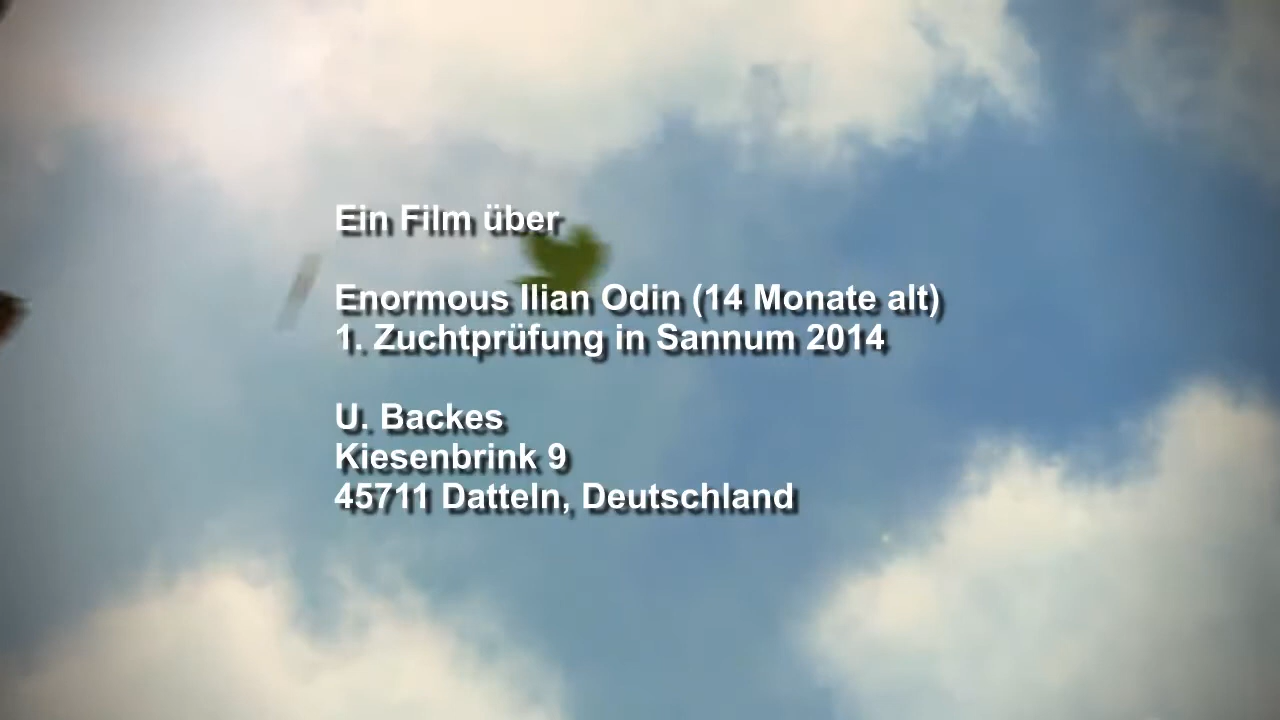 Ein Film über
Enormous Ilian Odin (14 Monate alt)
1. Zuchtprüfung in Sannum 2014
U. Backes
Kiesenbrink 9
45711 Datteln, Deutschland